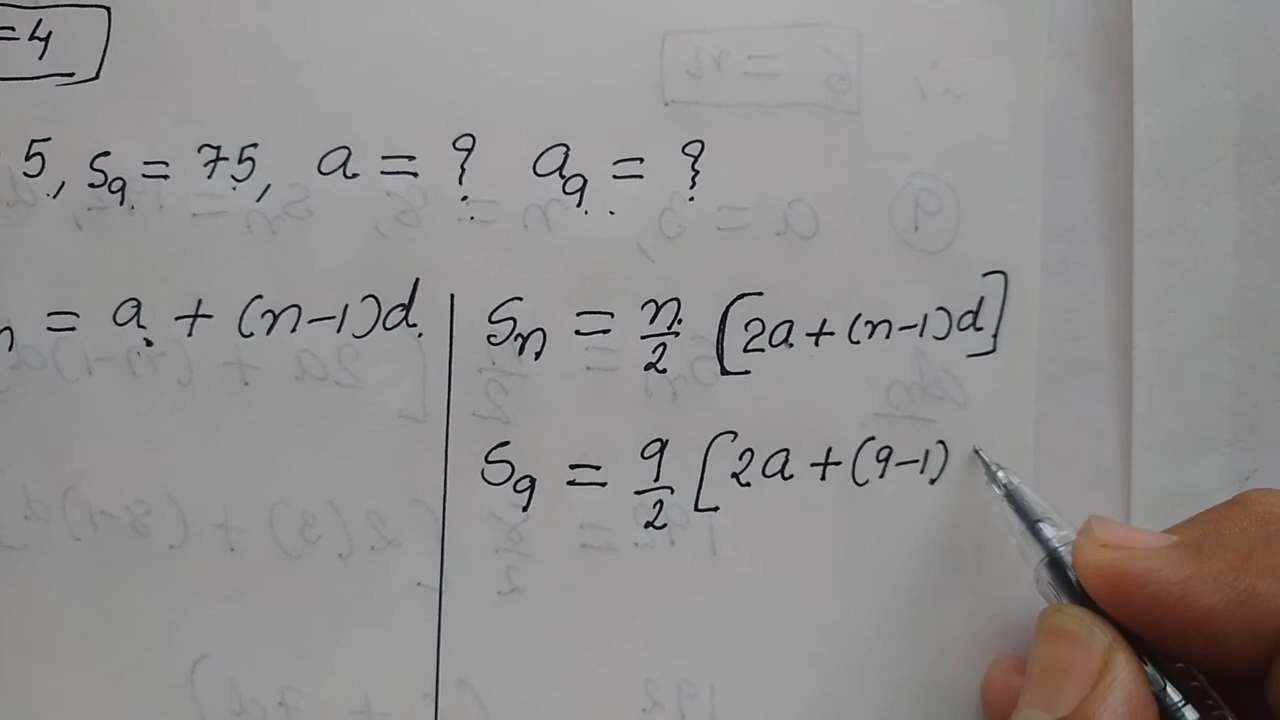 =4
5, S₉ = 75, a = ? a₉ = ?
n = a + (n-1)d
Sₙ = n/2 [2a + (n-1)d]
S₉ = 9/2 [2a + (9-1)